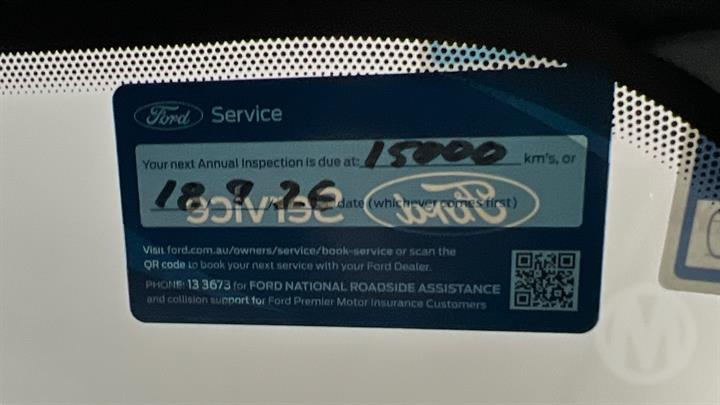 Ford Service
Your next Annual Inspection is due at: 15000 km's, or
18.9.26 date (whichever comes first)
Ford Service
Visit ford.com.au/owners/service/book-service or scan the
QR code to book your next service with your Ford Dealer.
PHONE: 13 3673 for FORD NATIONAL ROADSIDE ASSISTANCE
and collision support for Ford Premier Motor Insurance Customers
M